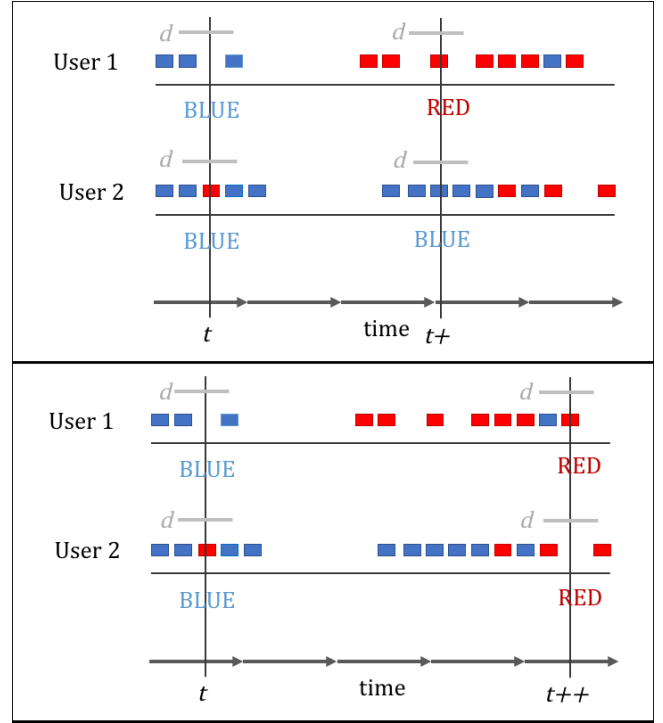 d d
User 1
BLUE RED
d d
User 2
BLUE BLUE
time
t t+
d d
User 1
BLUE RED
d d
User 2
BLUE RED
t time t++